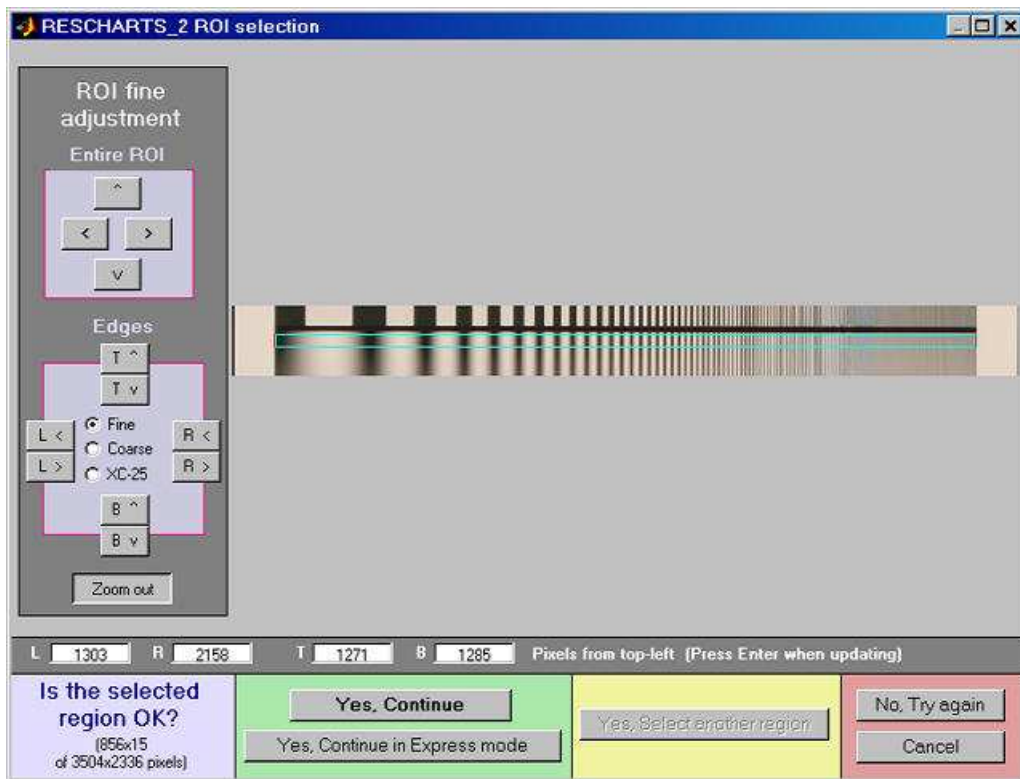 RESCHARTS_2 ROI selection
ROI fine
adjustment
Entire ROI
^
< >
v
Edges
T ^
T v
L < Fine R <
L > Coarse R >
XC-25
B ^
B v
Zoom out
L 1303 R 2158 T 1271 B 1285 Pixels from top-left (Press Enter when updating)
Is the selected
region OK?
(856x15
of 3504x2336 pixels)
Yes, Continue
Yes, Continue in Express mode
Yes, Select another region
No, Try again
Cancel